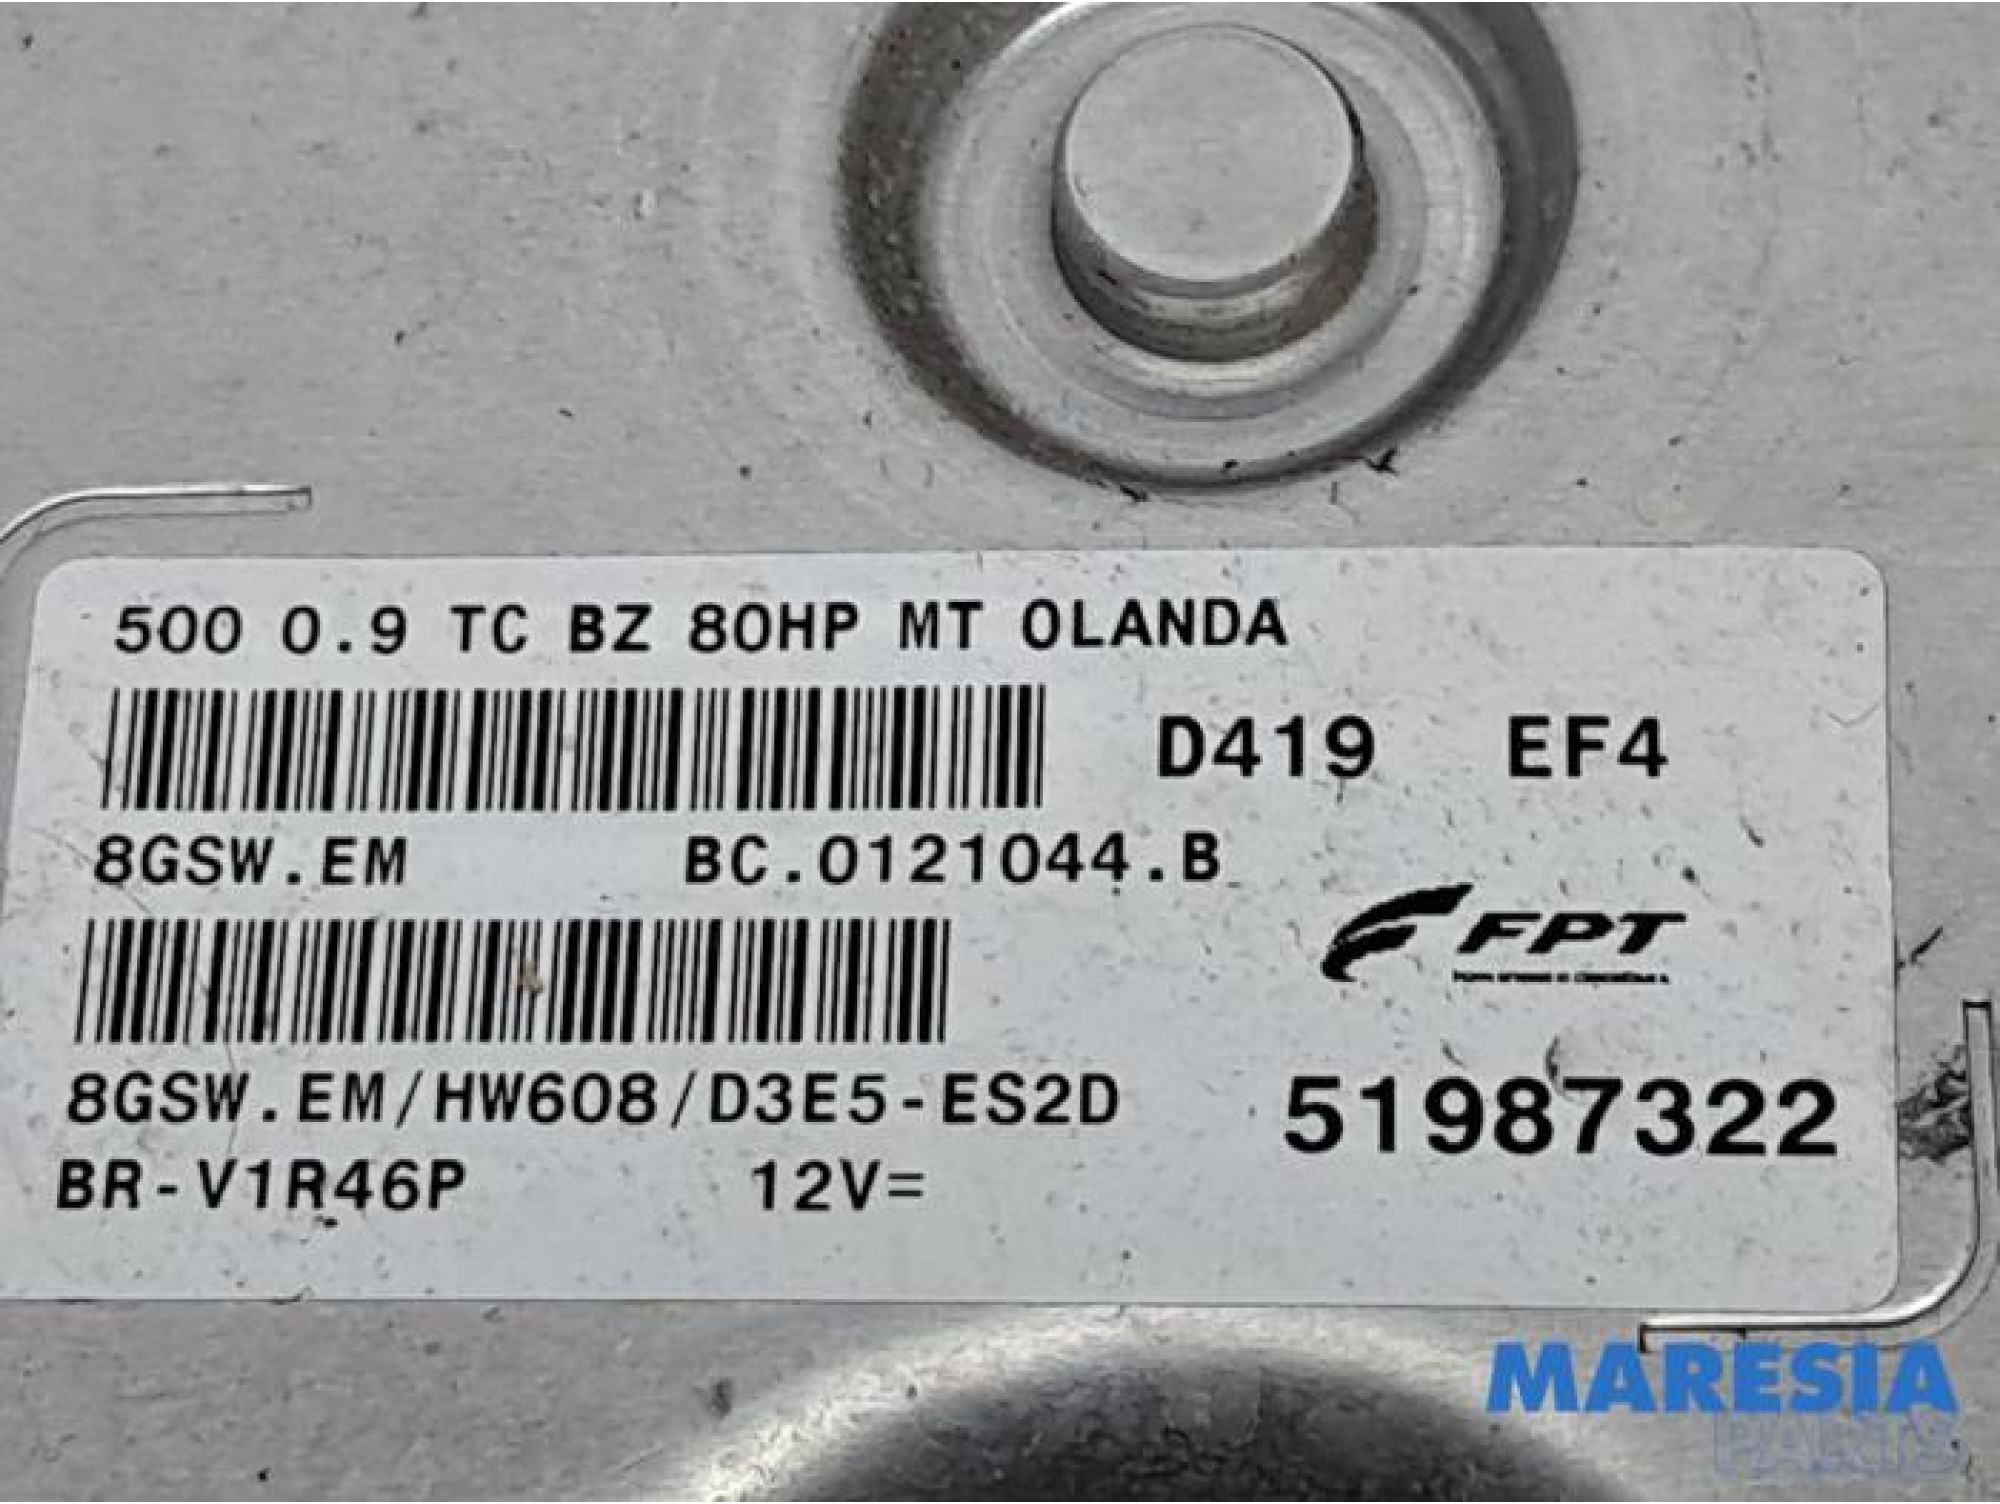 500 0.9 TC BZ 80HP MT OLANDA
D419 EF4
8GSW.EM BC.0121044.B
FPT
8GSW.EM/HW608/D3E5-ES2D
51987322
BR-V1R46P 12V=
MARESIA
PARTS